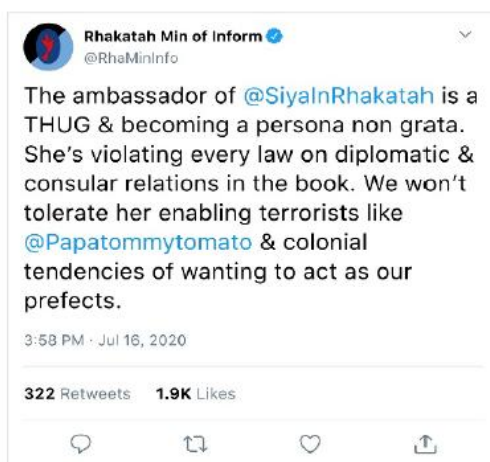 Rhakatah Min of Inform
@RhaMinInfo
The ambassador of @SiyaInRhakatah is a
THUG & becoming a persona non grata.
She's violating every law on diplomatic &
consular relations in the book. We won't
tolerate her enabling terrorists like
@Papatommytomato & colonial
tendencies of wanting to act as our
prefects.
3:58 PM · Jul 16, 2020
322 Retweets 1.9K Likes